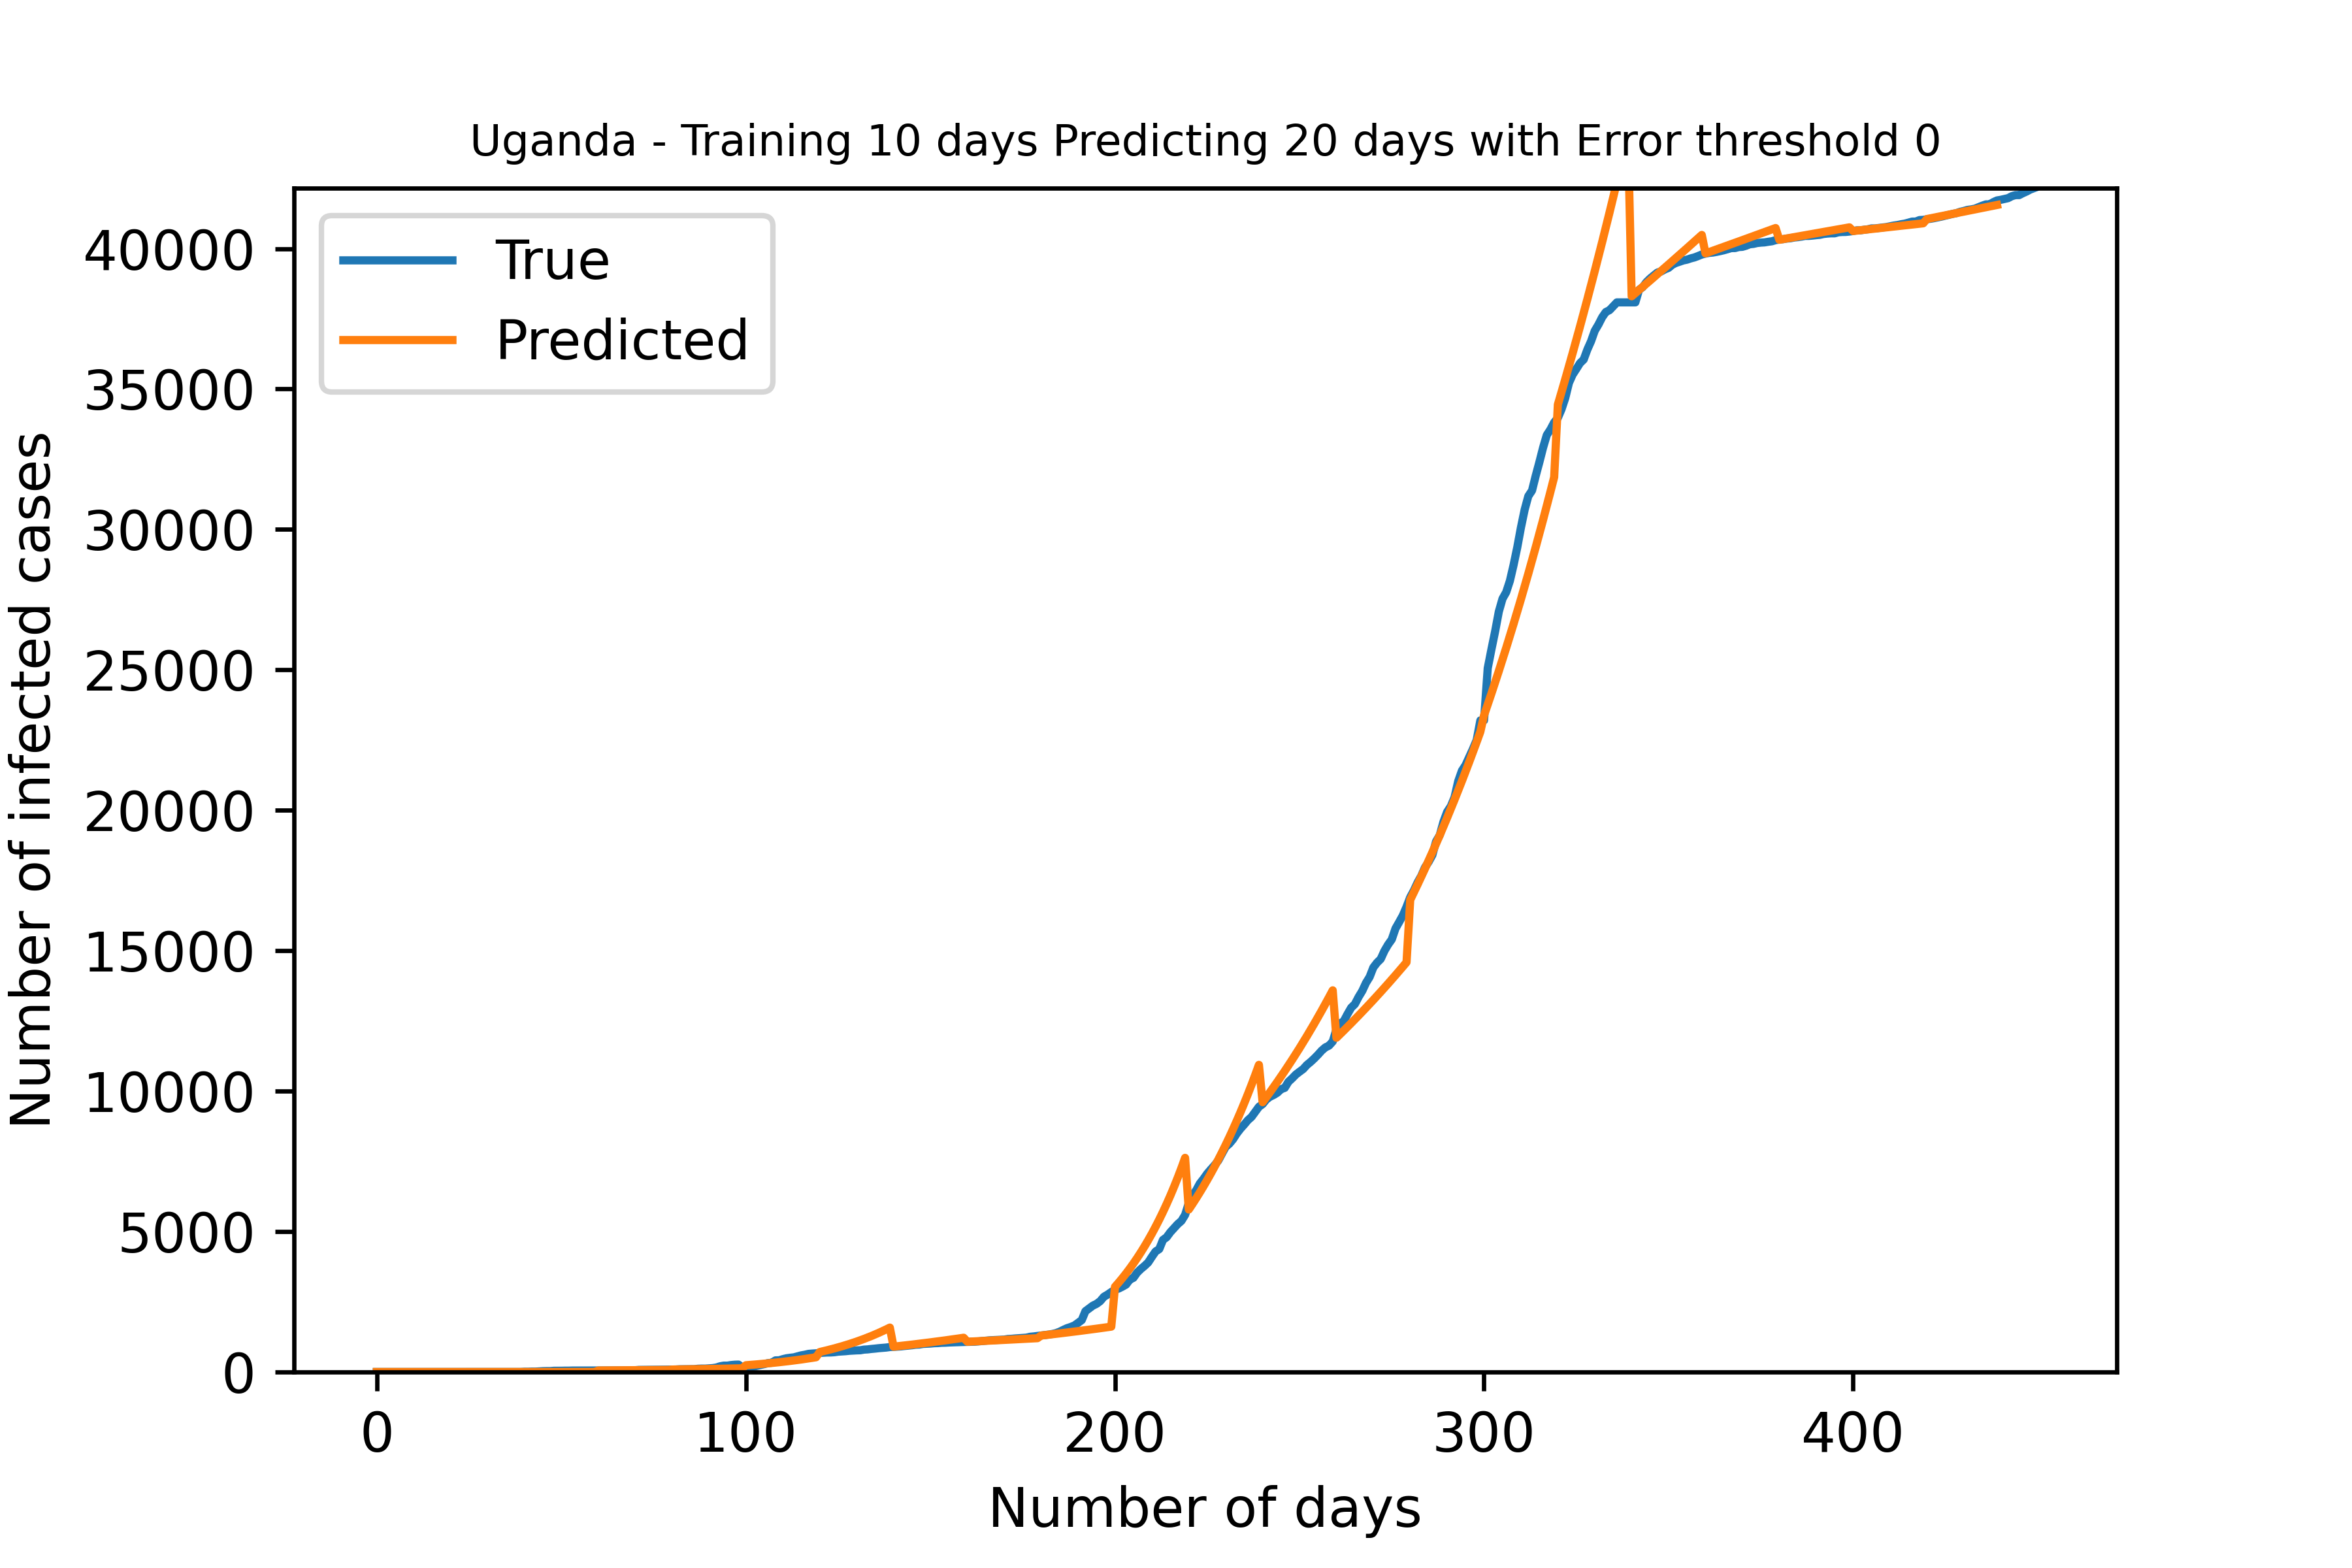 Uganda - Training 10 days Predicting 20 days with Error threshold 0
True
Predicted
40000
35000
30000
25000
20000
15000
10000
5000
0
Number of infected cases
0 100 200 300 400
Number of days